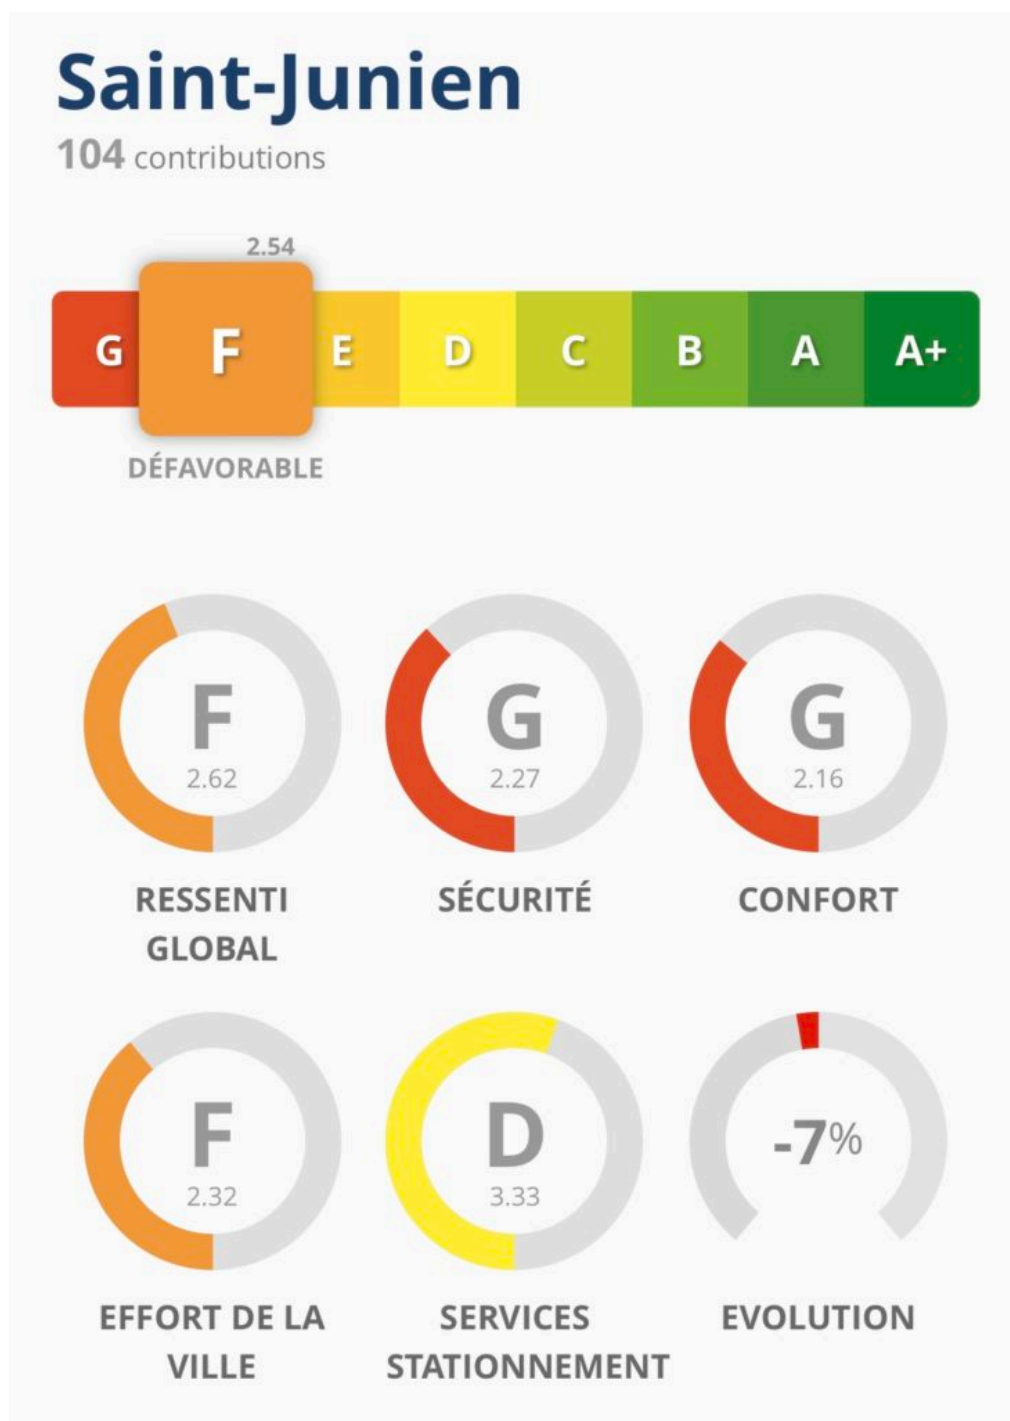 Saint-Junien
104 contributions
2.54
G F E D C B A A+
DÉFAVORABLE
F
2.62
RESSENTI
GLOBAL
G
2.27
SÉCURITÉ
G
2.16
CONFORT
F
2.32
EFFORT DE LA
VILLE
D
3.33
SERVICES
STATIONNEMENT
-7%
EVOLUTION